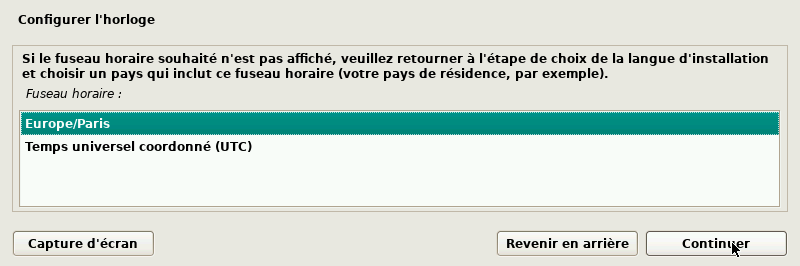 Configurer l'horloge
Si le fuseau horaire souhaité n'est pas affiché, veuillez retourner à l'étape de choix de la langue d'installation
et choisir un pays qui inclut ce fuseau horaire (votre pays de résidence, par exemple).
Fuseau horaire :
Europe/Paris
Temps universel coordonné (UTC)
Capture d'écran
Revenir en arrière
Continuer